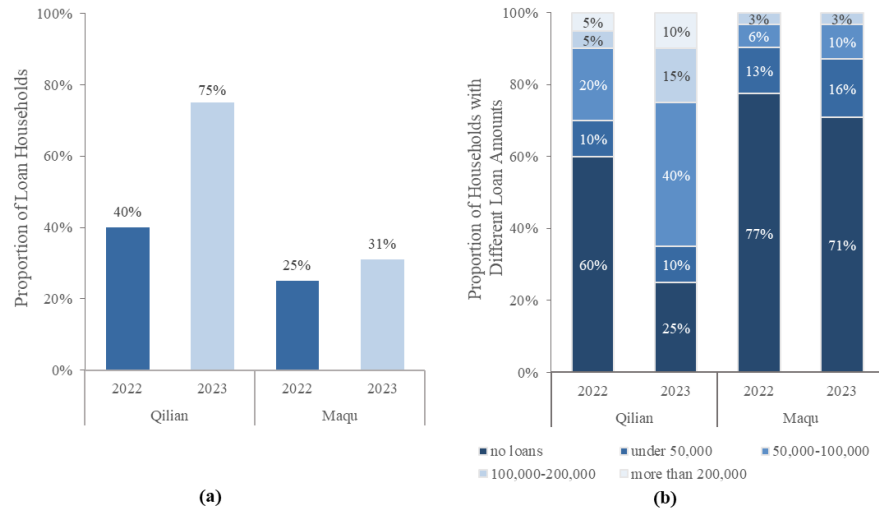 Proportion of Loan Households
100%
80%
60%
40%
20%
0%
40%
75%
25%
31%
2022 2023 2022 2023
Qilian Maqu
(a)
Proportion of Households with
Different Loan Amounts
100%
80%
60%
40%
20%
0%
5% 10% 3% 3%
5% 15% 6% 10%
20% 40% 13% 16%
10% 10% 77% 71%
60% 25%
2022 2023 2022 2023
Qilian Maqu
no loans under 50,000 50,000-100,000
100,000-200,000 more than 200,000
(b)